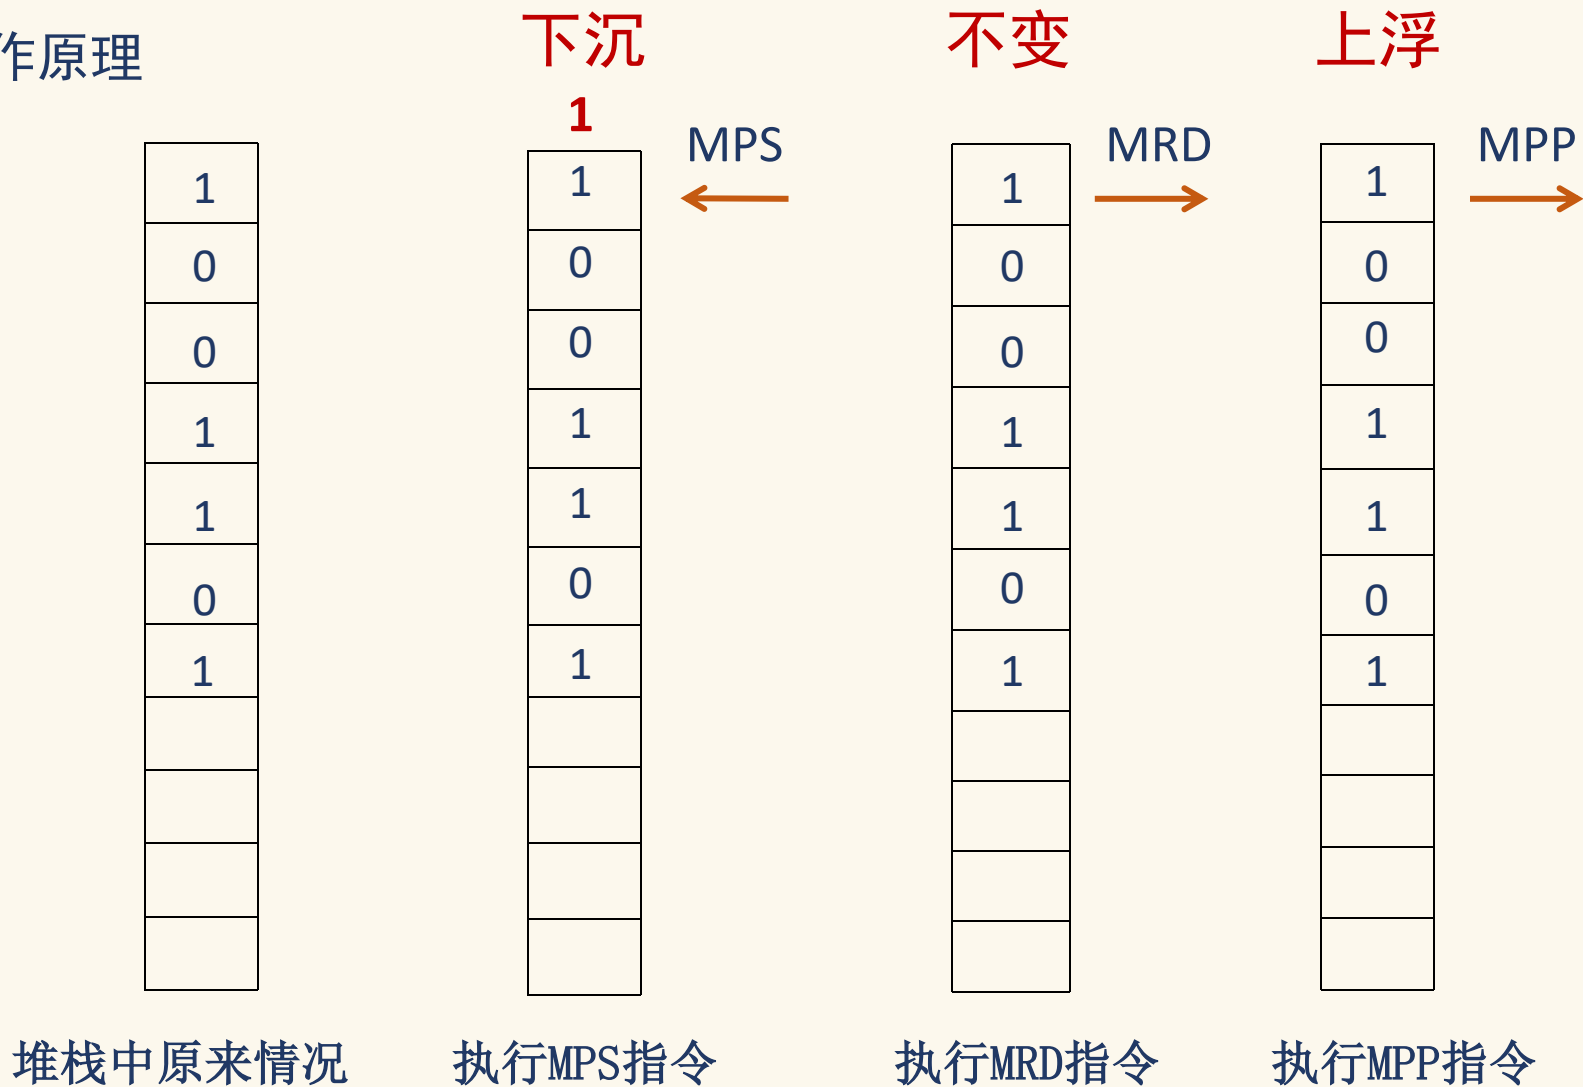 作原理
下沉
不变
上浮
1
MPS
MRD
MPP
1 1 1 1
0 0 0 0
0 0 0 0
1 1 1 1
1 1 1 1
0 0 0 0
1 1 1 1
堆栈中原来情况
执行MPS指令
执行MRD指令
执行MPP指令